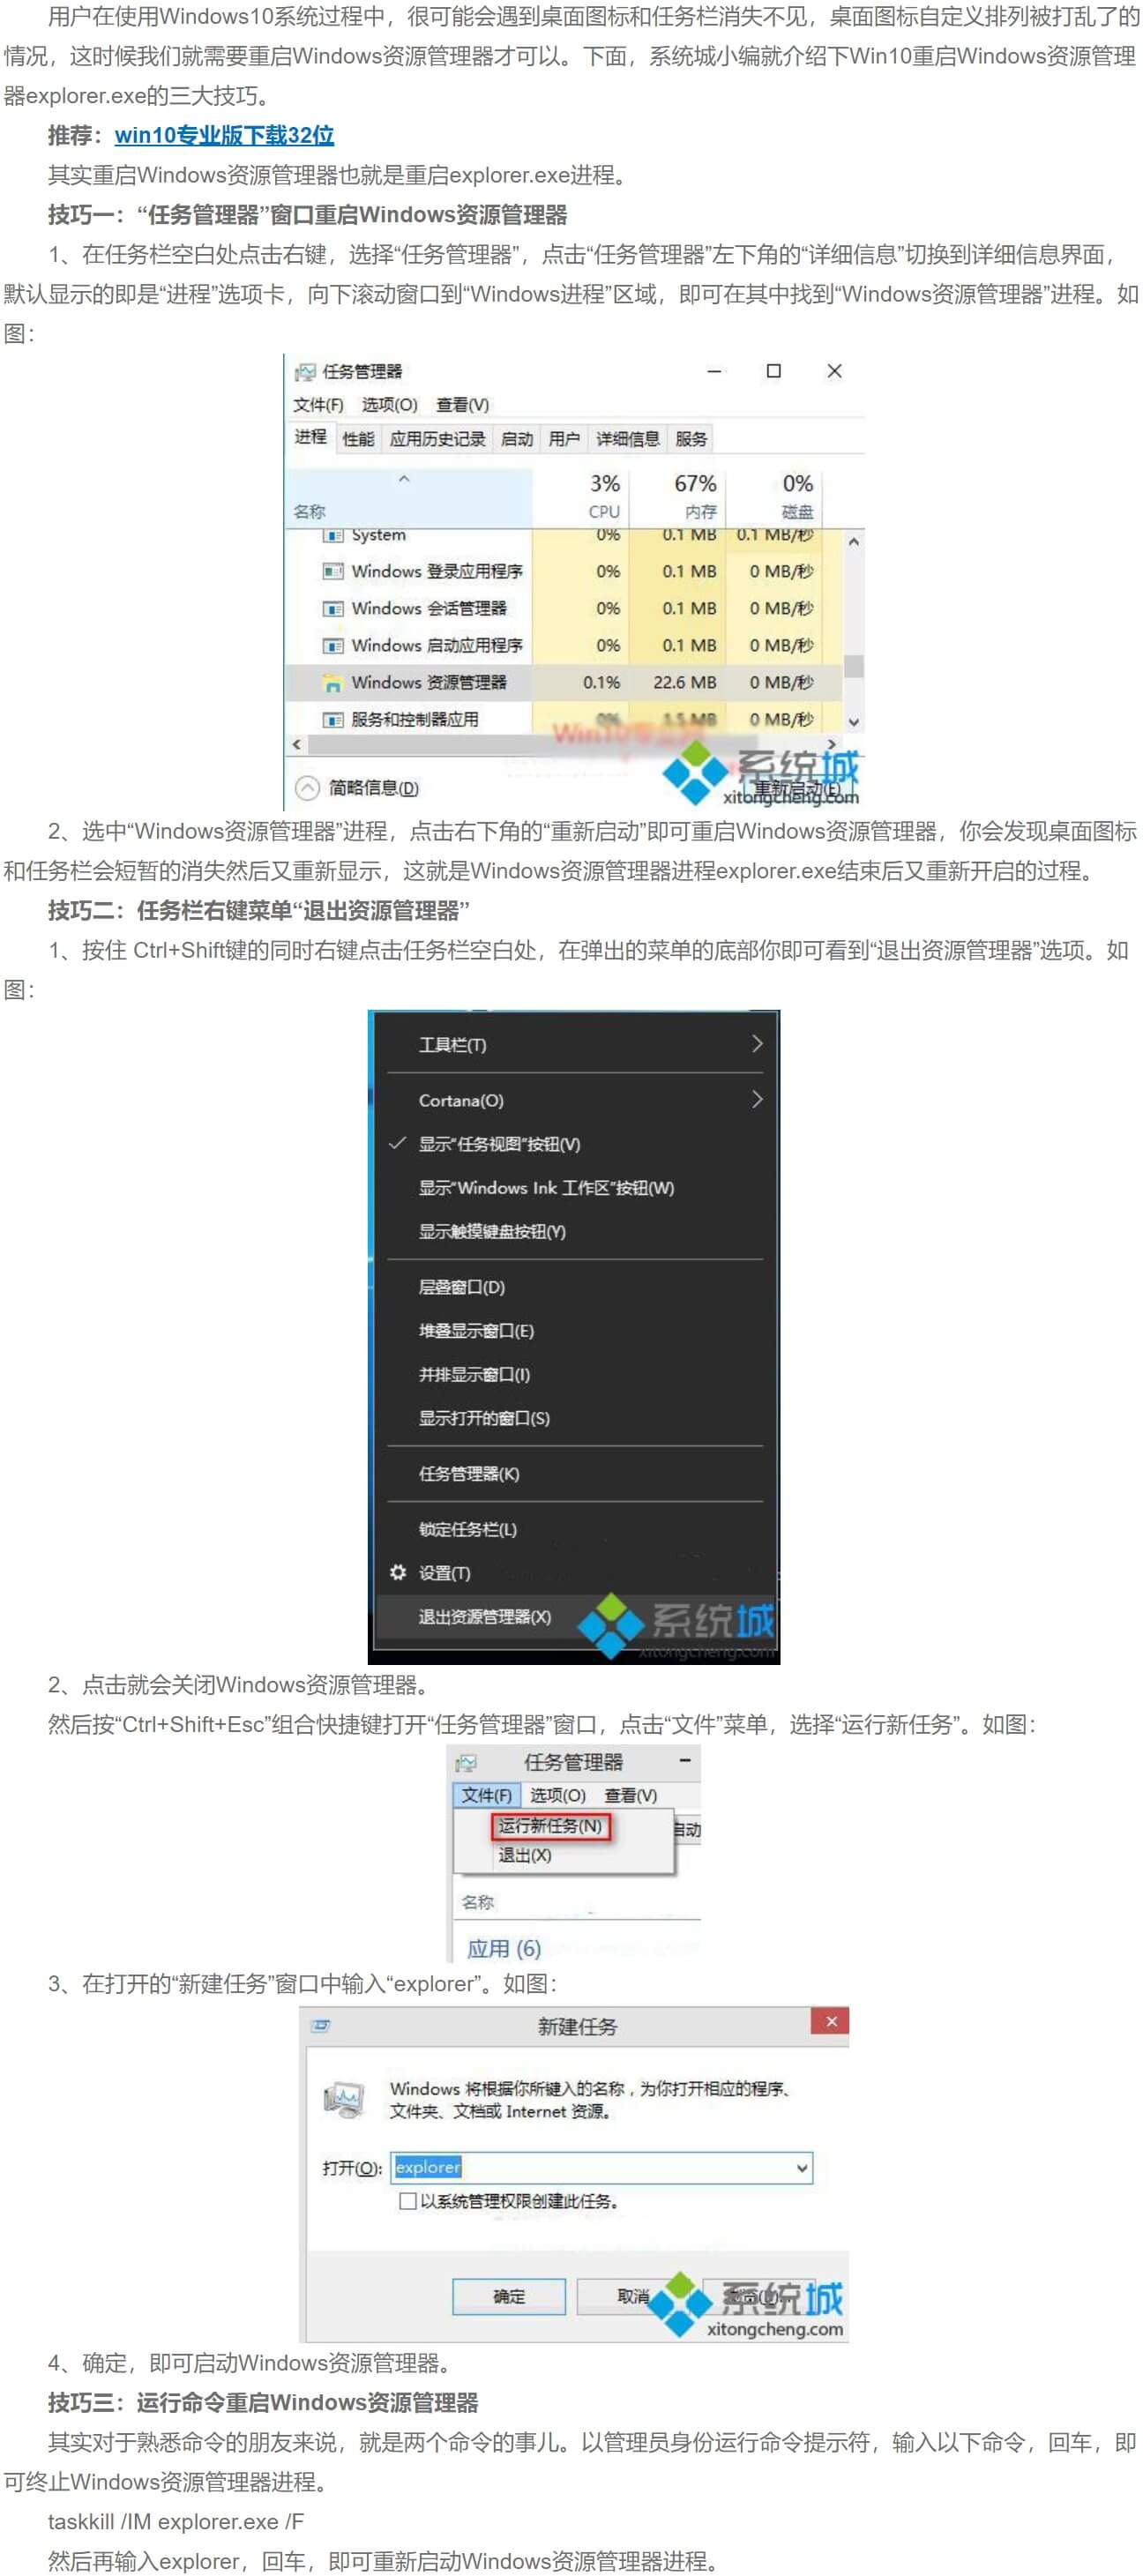 用户在使用Windows10系统过程中，很可能会遇到桌面图标和任务栏消失不见，桌面图标自定义排列被打乱了的
情况，这时候我们就需要重启Windows资源管理器才可以。下面，系统城小编就介绍下Win10重启Windows资源管理
器explorer.exe的三大技巧。
推荐：win10专业版下载32位
其实重启Windows资源管理器也就是重启explorer.exe进程。
技巧一：“任务管理器”窗口重启Windows资源管理器
1、在任务栏空白处点击右键，选择“任务管理器”，点击“任务管理器”左下角的“详细信息”切换到详细信息界面，
默认显示的即是“进程”选项卡，向下滚动窗口到“Windows进程”区域，即可在其中找到“Windows资源管理器”进程。如
图：
任务管理器
文件(F) 选项(O) 查看(V)
进程 性能 应用历史记录 启动 用户 详细信息 服务
3% 67% 0%
名称 CPU 内存 磁盘
System 0% 0.1 MB 0.1 MB/秒
Windows 登录应用程序 0% 0.1 MB 0 MB/秒
Windows 会话管理器 0% 0.1 MB 0 MB/秒
Windows 启动应用程序 0% 0.1 MB 0 MB/秒
Windows 资源管理器 0.1% 22.6 MB 0 MB/秒
服务和控制器应用 0% 1.5 MB 0 MB/秒
Win10
系统城
简略信息(D) 重新启动(E)
xitongcheng.com
2、选中“Windows资源管理器”进程，点击右下角的“重新启动”即可重启Windows资源管理器，你会发现桌面图标
和任务栏会短暂的消失然后又重新显示，这就是Windows资源管理器进程explorer.exe结束后又重新开启的过程。
技巧二：任务栏右键菜单“退出资源管理器”
1、按住 Ctrl+Shift键的同时右键点击任务栏空白处，在弹出的菜单的底部你即可看到“退出资源管理器”选项。如
图：
工具栏(T)
Cortana(O)
显示“任务视图”按钮(V)
显示“Windows Ink 工作区”按钮(W)
显示触摸键盘按钮(Y)
层叠窗口(D)
堆叠显示窗口(E)
并排显示窗口(I)
显示打开的窗口(S)
任务管理器(K)
锁定任务栏(L)
设置(T)
退出资源管理器(X)
系统城
xitongcheng.com
2、点击就会关闭Windows资源管理器。
然后按“Ctrl+Shift+Esc”组合快捷键打开“任务管理器”窗口，点击“文件”菜单，选择“运行新任务”。如图：
任务管理器
文件(F) 选项(O) 查看(V)
运行新任务(N) 启动
退出(X)
名称
应用 (6)
3、在打开的“新建任务”窗口中输入“explorer”。如图：
新建任务
Windows 将根据你所键入的名称，为你打开相应的程序、
文件夹、文档或 Internet 资源。
打开(O): explorer
以系统管理权限创建此任务。
确定 取消
系统城
xitongcheng.com
4、确定，即可启动Windows资源管理器。
技巧三：运行命令重启Windows资源管理器
其实对于熟悉命令的朋友来说，就是两个命令的事儿。以管理员身份运行命令提示符，输入以下命令，回车，即
可终止Windows资源管理器进程。
taskkill /IM explorer.exe /F
然后再输入explorer，回车，即可重新启动Windows资源管理器进程。